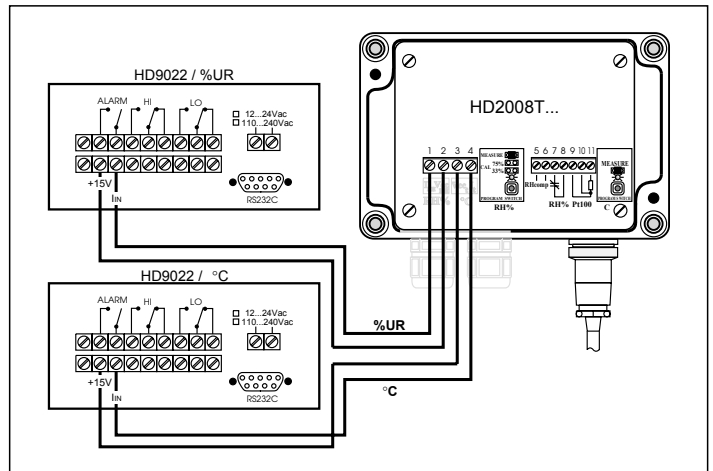 HD9022 / %UR
ALARM HI LO
12...24Vac
110...240Vac
+15V
IIN
RS232C
HD2008T...
1 2 3 4
MEASURE
75%
CAL
33%
PROGRAM SWITCH
RH%
5 6 7 8 9 10 11
RHcomp
RH% Pt100
MEASURE
PROGRAM SWITCH
C
HD9022 / °C
ALARM HI LO
12...24Vac
110...240Vac
+15V
IIN
RS232C
%UR
°C